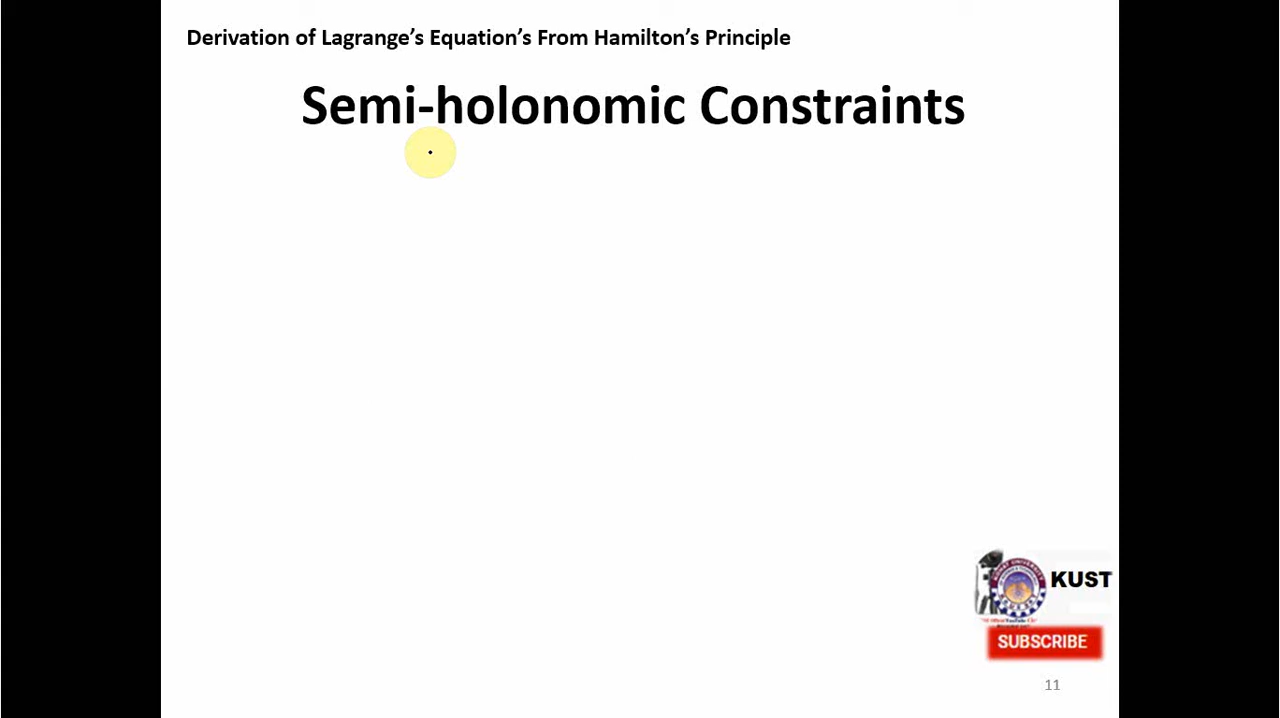 Derivation of Lagrange’s Equation’s From Hamilton’s Principle
Semi-holonomic Constraints
KUST
SUBSCRIBE
11